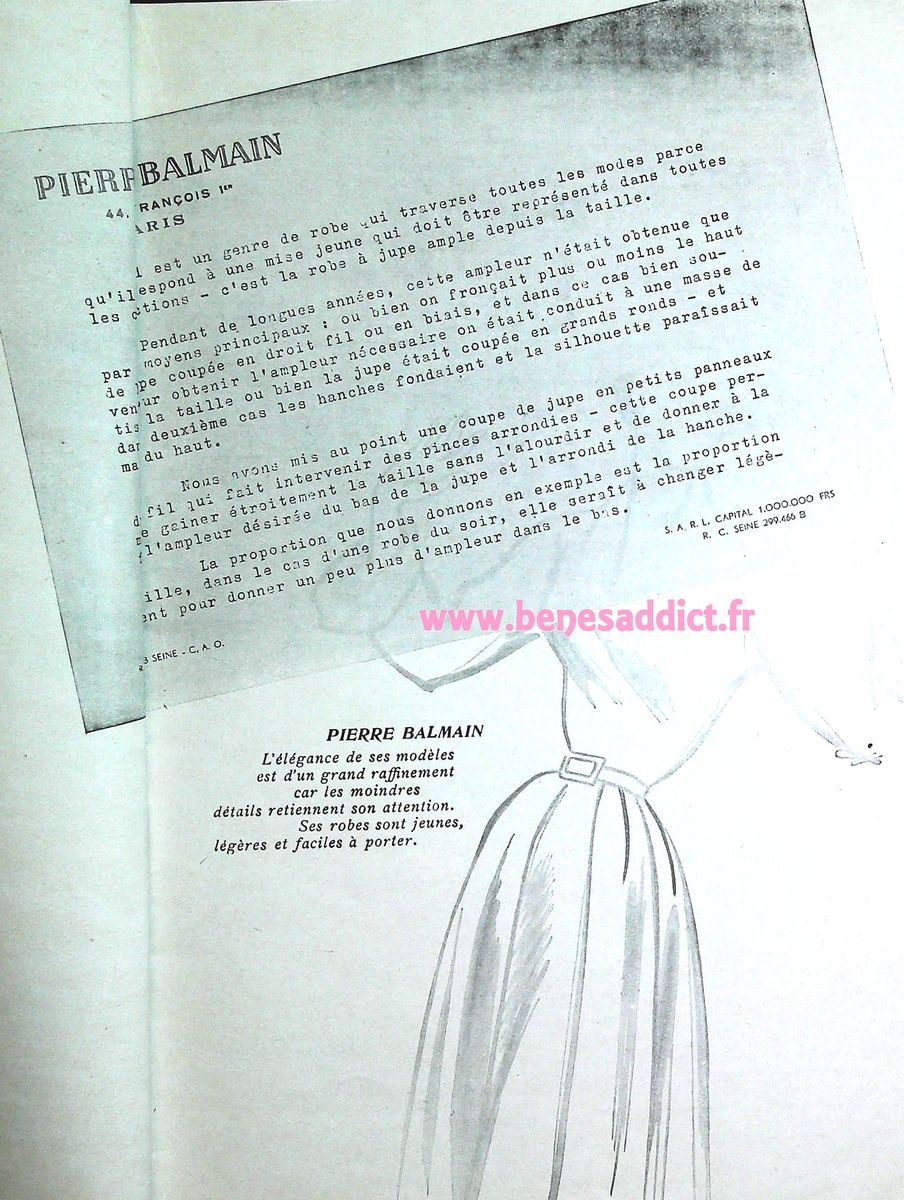 PIERRE BALMAIN
44, RANÇOIS 1ER
ARIS
l est un genre de robe qui traverse toutes les modes parce
qu'il espond à une mise jeune qui doit être représenté dans toutes
les ctions - c'est la robe à jupe ample depuis la taille.
Pendant de longues années, cette ampleur n'était obtenue que
par moyens principaux : ou bien on fronçait plus ou moins le haut
de pe coupée en droit fil ou en biais, et dans ce cas bien sou-
ven ur obtenir l'ampleur nécessaire on était conduit à une masse de
tis la taille ou bien la jupe était coupée en grands ronds - et
dan deuxième cas les hanches fondaient et la silhouette paraîssait
ma du haut.
Nous avons mis au point une coupe de jupe en petits panneaux
fil qui fait intervenir des pinces arrondies - cette coupe per-
e gainer étroitement la taille sans l'alourdir et de donner à la
l'ampleur désirée du bas de la jupe et l'arrondi de la hanche.
La proportion que nous donnons en exemple est la proportion
ille, dans le cas d'une robe du soir, elle seraît à changer légè-
ent pour donner un peu plus d'ampleur dans le bas.
S. A. R. L. CAPITAL 1.000.000 FRS
R. C. SEINE 299.466 B
SEINE - C. A. O.
www.benesaddict.fr
PIERRE BALMAIN
L'élégance de ses modèles
est d'un grand raffinement
car les moindres
détails retiennent son attention.
Ses robes sont jeunes,
légères et faciles à porter.